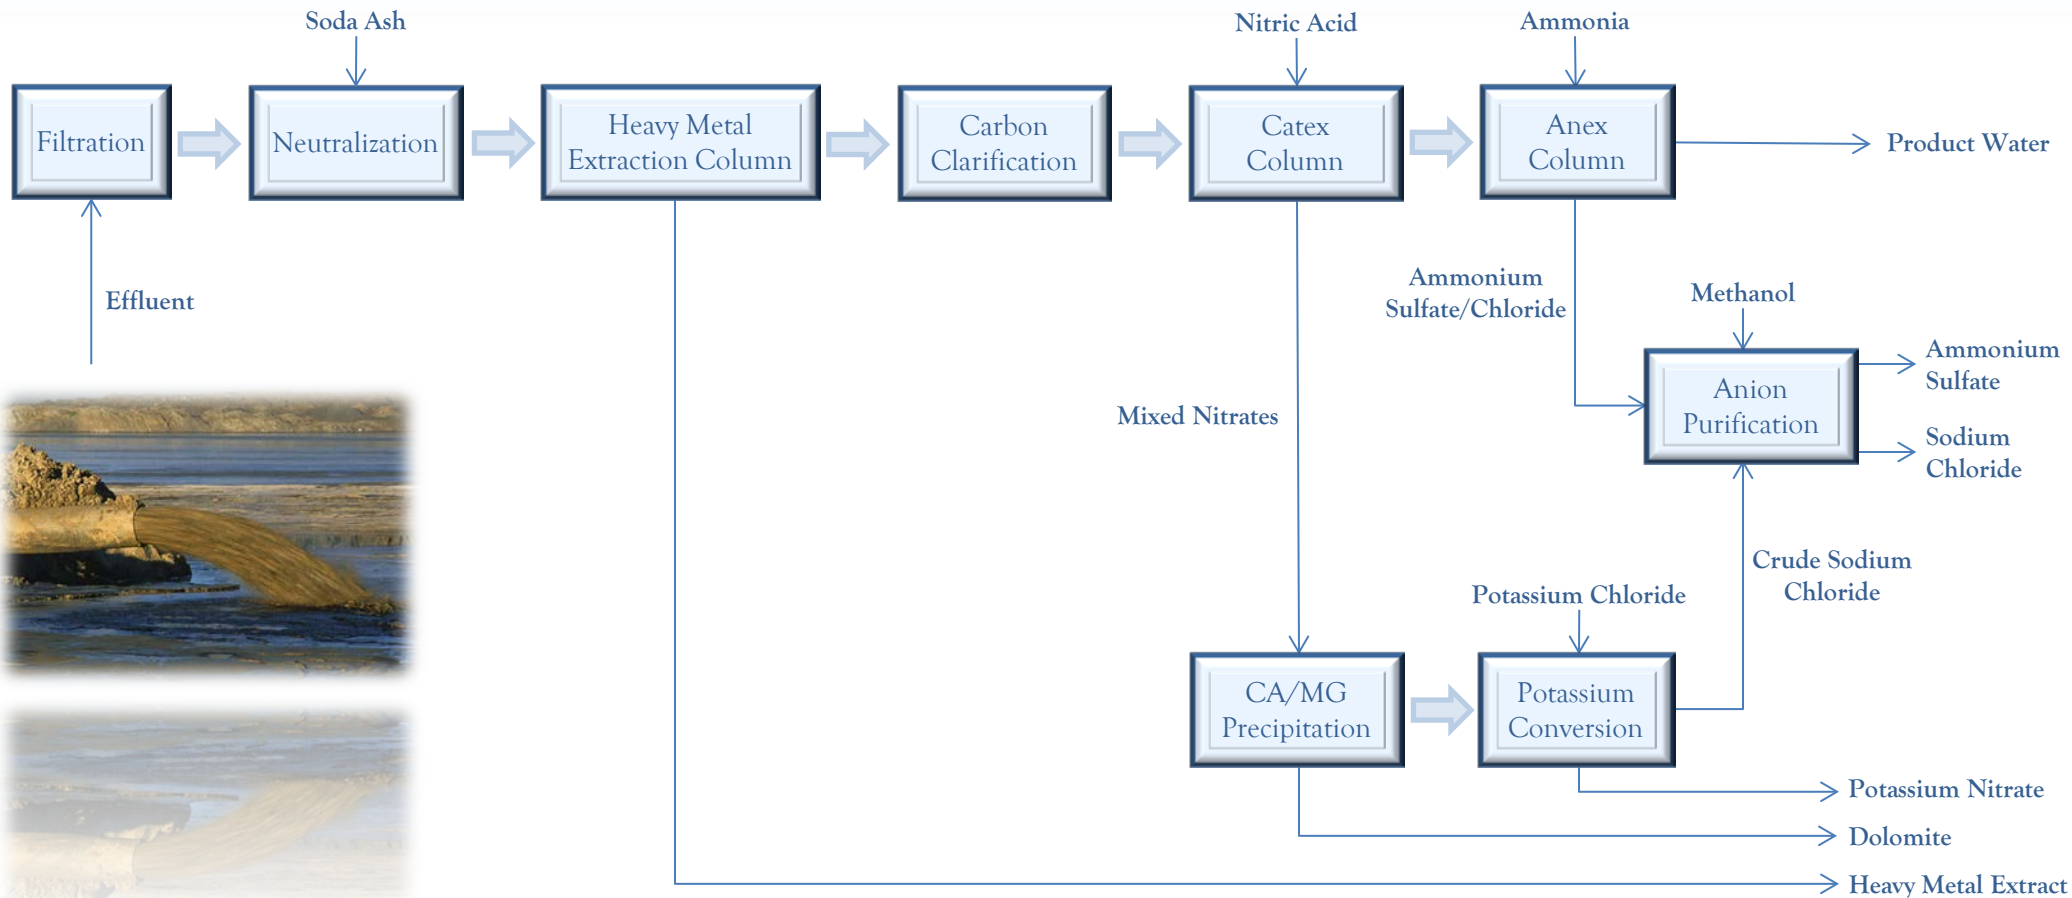 Soda Ash
Nitric Acid
Ammonia
Filtration
Neutralization
Heavy Metal
Extraction Column
Carbon
Clarification
Catex
Column
Anex
Column
Product Water
Effluent
Ammonium
Sulfate/Chloride
Methanol
Ammonium
Sulfate
Anion
Purification
Mixed Nitrates
Sodium
Chloride
Crude Sodium
Chloride
Potassium Chloride
CA/MG
Precipitation
Potassium
Conversion
Potassium Nitrate
Dolomite
Heavy Metal Extract